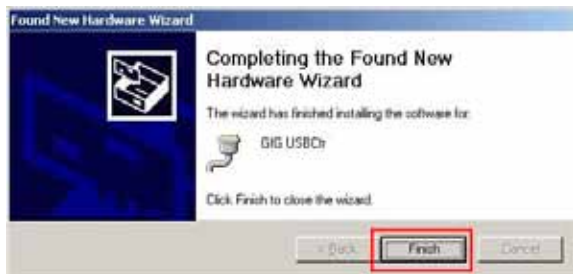 Found New Hardware Wizard
Completing the Found New
Hardware Wizard
The wizard has finished installing the software for:
GIG USBCtr
Click Finish to close the wizard.
< Back
Finish
Cancel